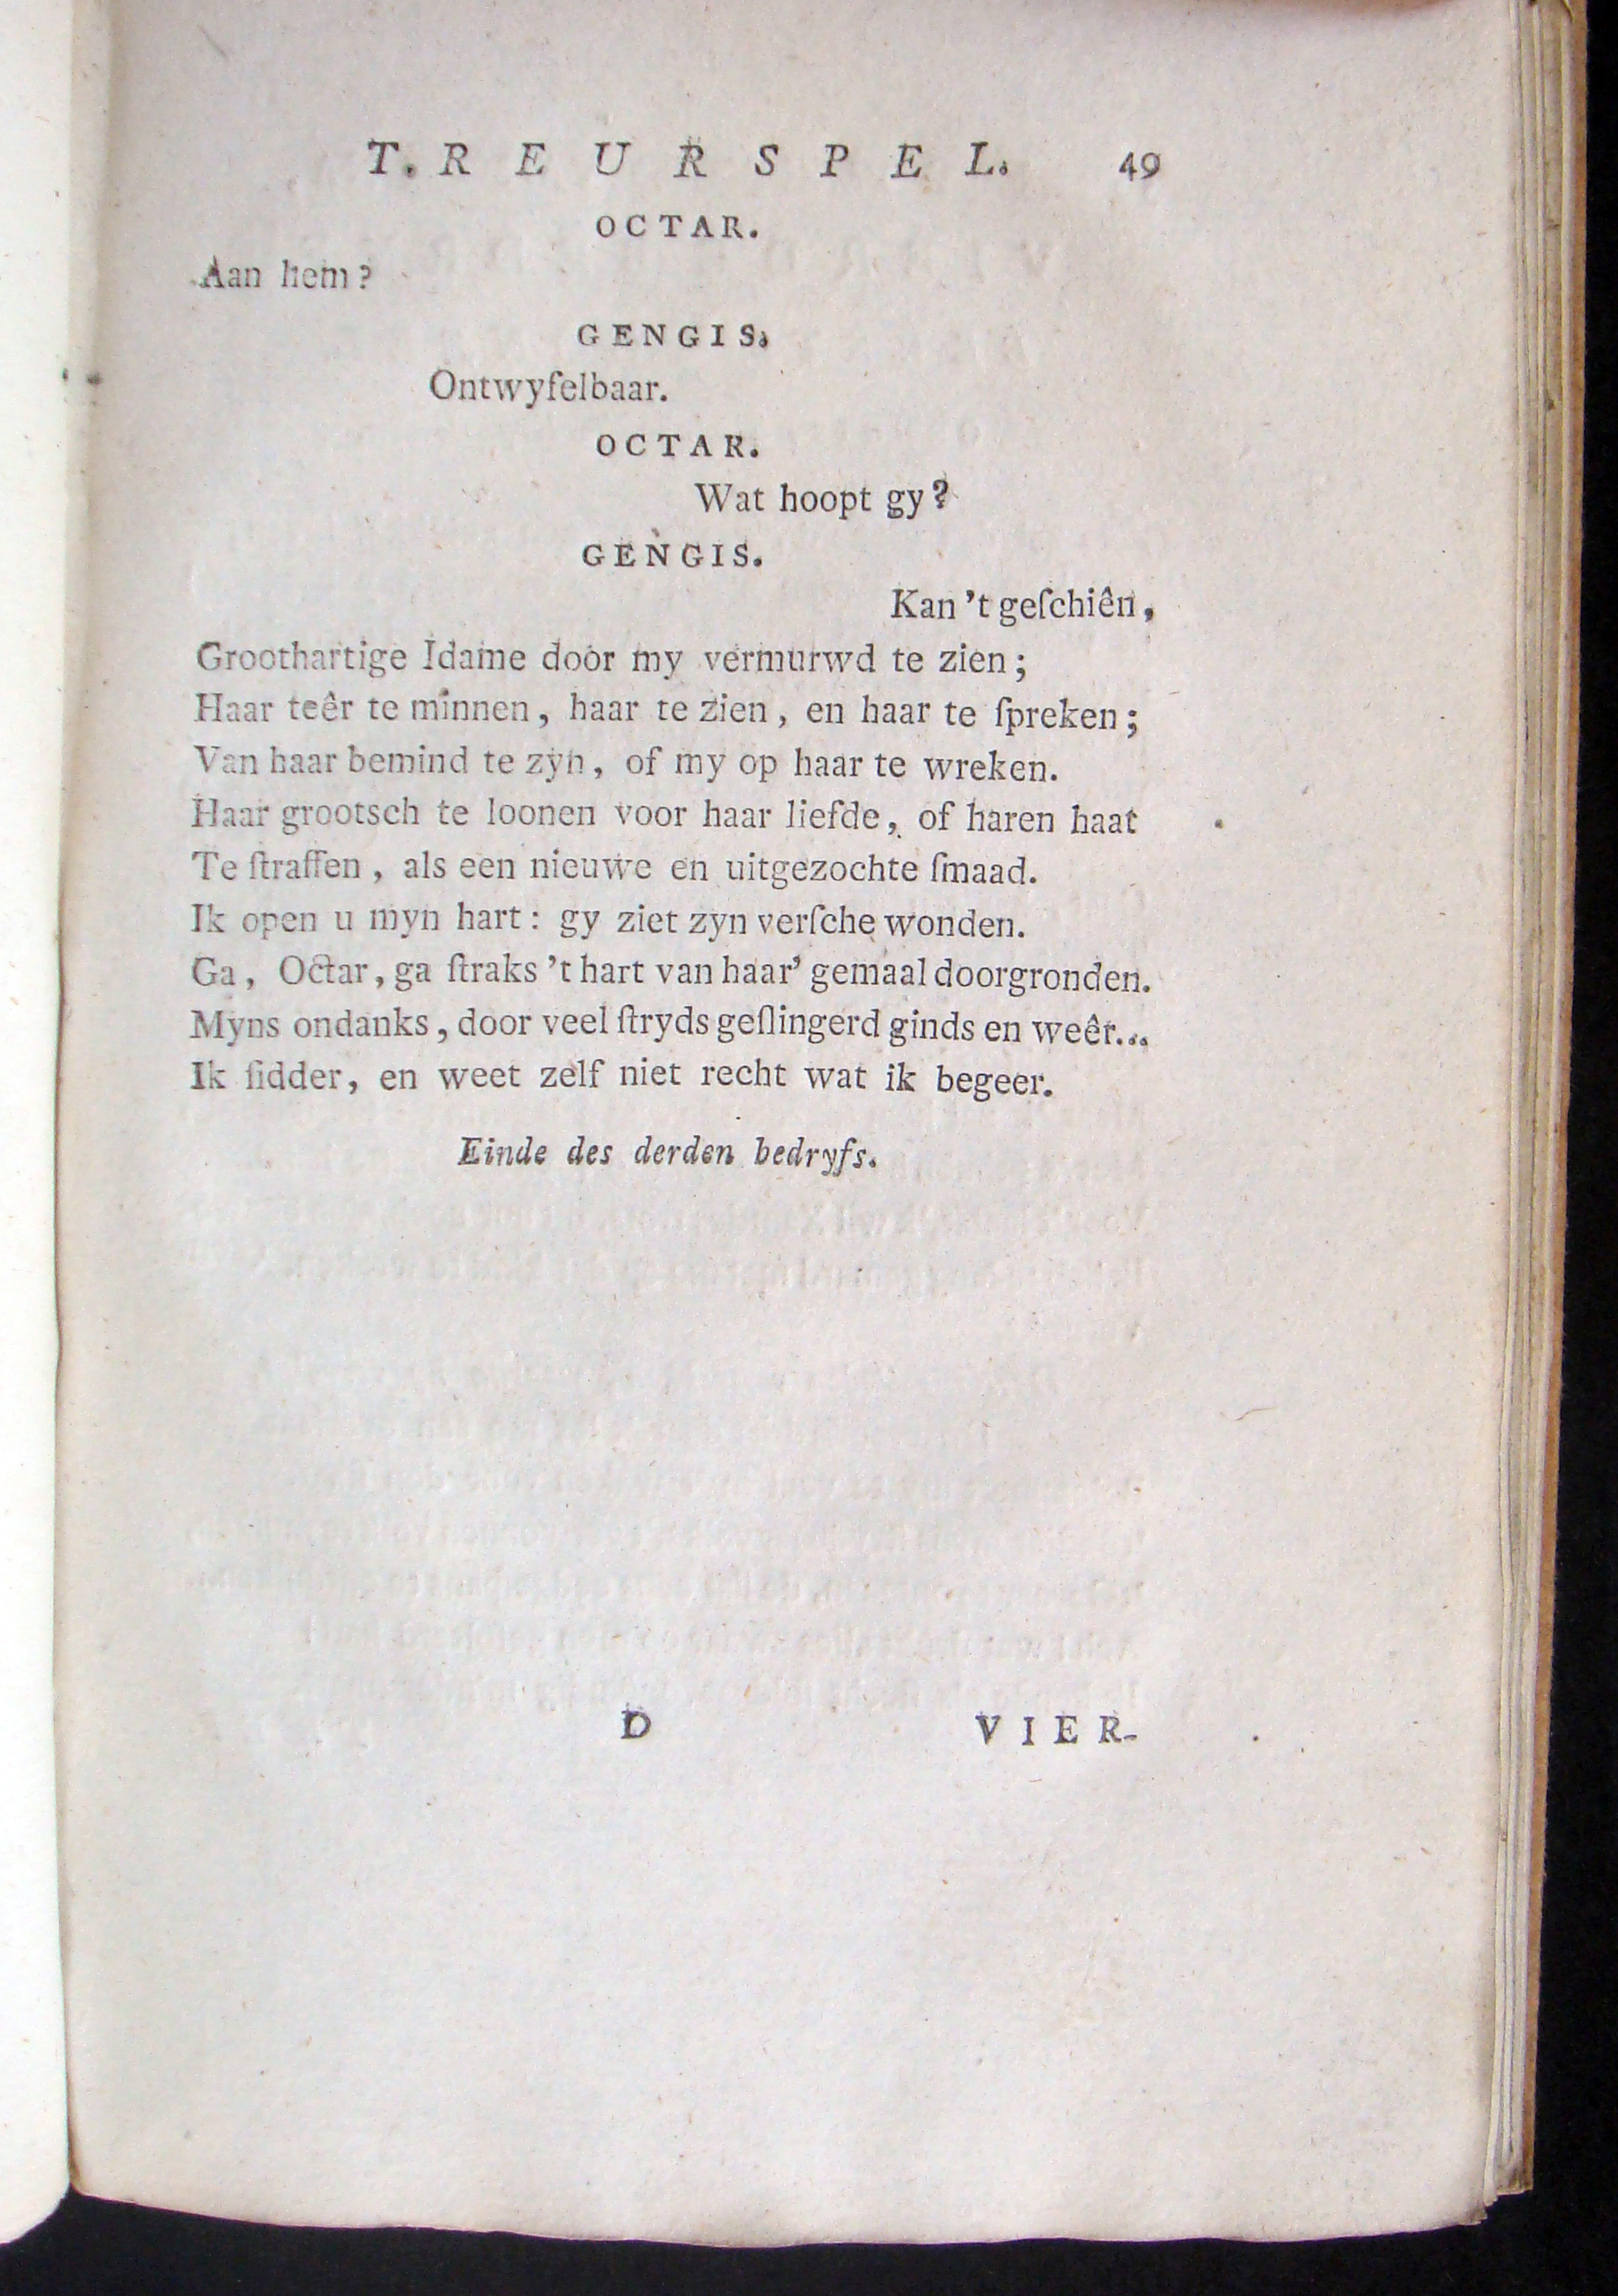 T. R E U R S P E L. 49
OCTAR.
Aan hem?
GENGIS.
Ontwyfelbaar.
OCTAR.
Wat hoopt gy?
GENGIS.
Kan 't geſchiên,
Groothartige Idame door my vermurwd te zien;
Haar teêr te minnen, haar te zien, en haar te ſpreken;
Van haar bemind te zyn, of my op haar te wreken.
Haar grootsch te loonen voor haar liefde, of haren haat
Te ſtraffen, als een nieuwe en uitgezochte ſmaad.
Ik open u myn hart: gy ziet zyn verſche wonden.
Ga, Octar, ga ſtraks 't hart van haar' gemaal doorgronden.
Myns ondanks, door veel ſtryds geſlingerd ginds en weêr...
Ik ſidder, en weet zelf niet recht wat ik begeer.
Einde des derden bedryfs.
D VIER-